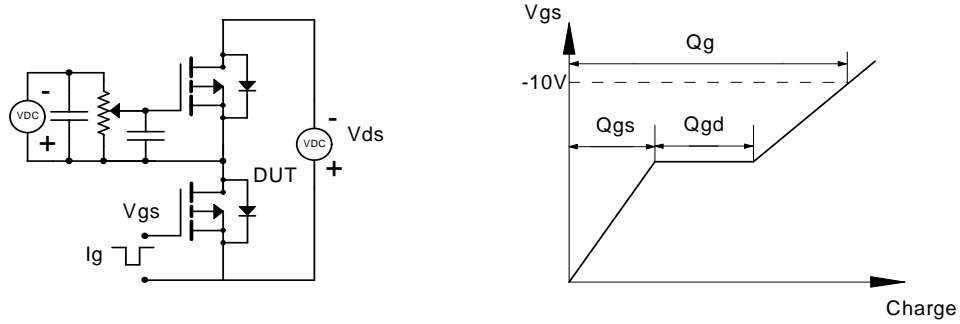 -
VDC
+
-
Vds
VDC
+
DUT
Vgs
Ig
Vgs
Qg
-10V
Qgs
Qgd
Charge